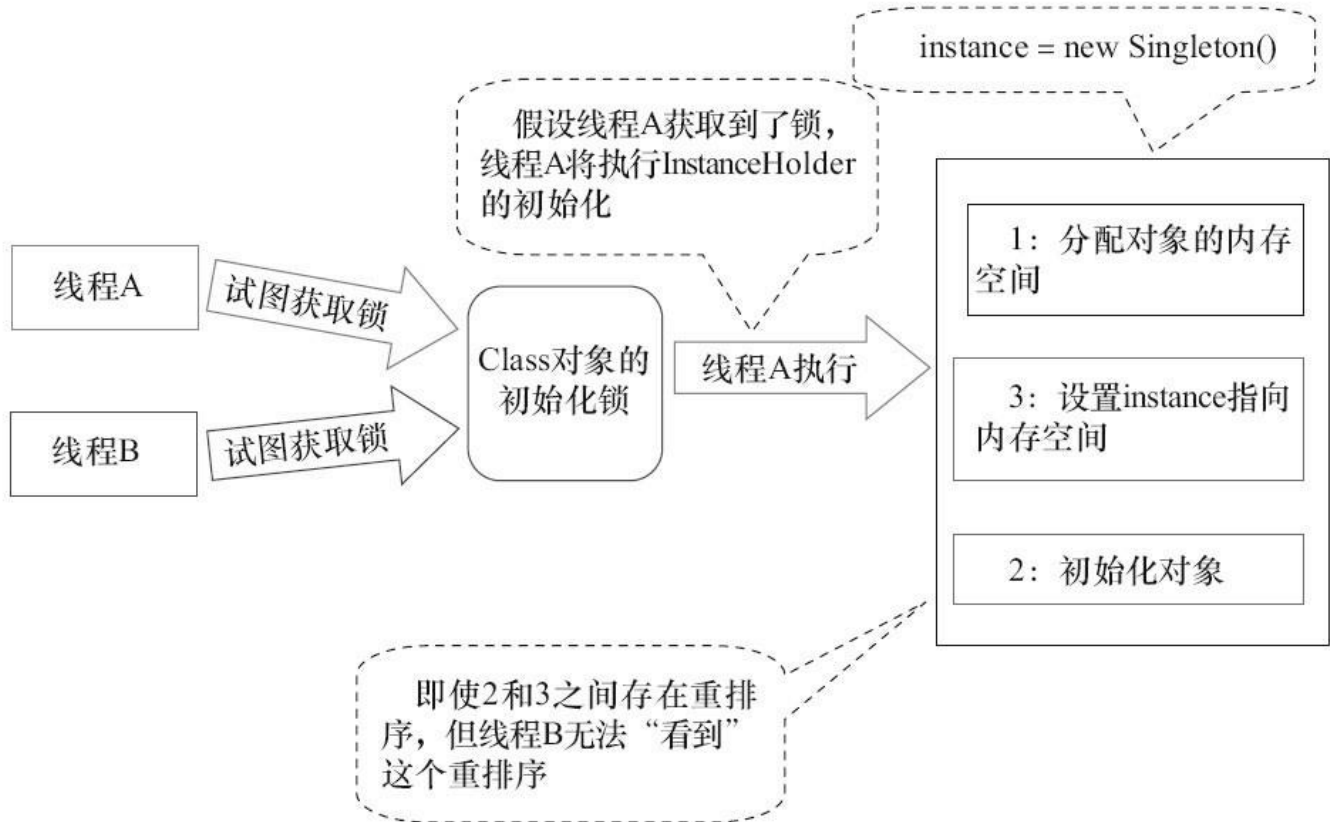 instance = new Singleton()
假设线程A获取到了锁，
线程A将执行InstanceHolder
的初始化
线程A
试图获取锁
线程B
试图获取锁
Class对象的
初始化锁
线程A执行
1：分配对象的内存
空间
3：设置instance指向
内存空间
2：初始化对象
即使2和3之间存在重排
序，但线程B无法“看到”
这个重排序